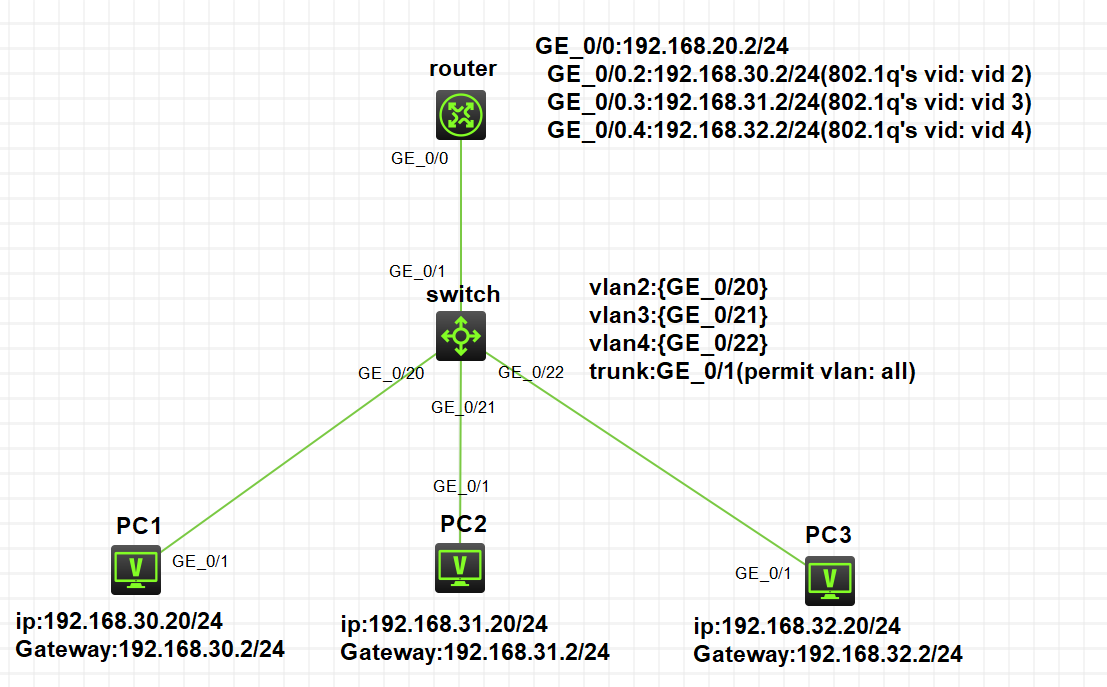 GE_0/0:192.168.20.2/24
router
GE_0/0.2:192.168.30.2/24(802.1q's vid: vid 2)
GE_0/0.3:192.168.31.2/24(802.1q's vid: vid 3)
GE_0/0.4:192.168.32.2/24(802.1q's vid: vid 4)
GE_0/0
GE_0/1
switch
vlan2:{GE_0/20}
vlan3:{GE_0/21}
vlan4:{GE_0/22}
trunk:GE_0/1(permit vlan: all)
GE_0/20
GE_0/22
GE_0/21
GE_0/1
PC1
PC2
PC3
GE_0/1
GE_0/1
V
V
V
ip:192.168.30.20/24
Gateway:192.168.30.2/24
ip:192.168.31.20/24
Gateway:192.168.31.2/24
ip:192.168.32.20/24
Gateway:192.168.32.2/24